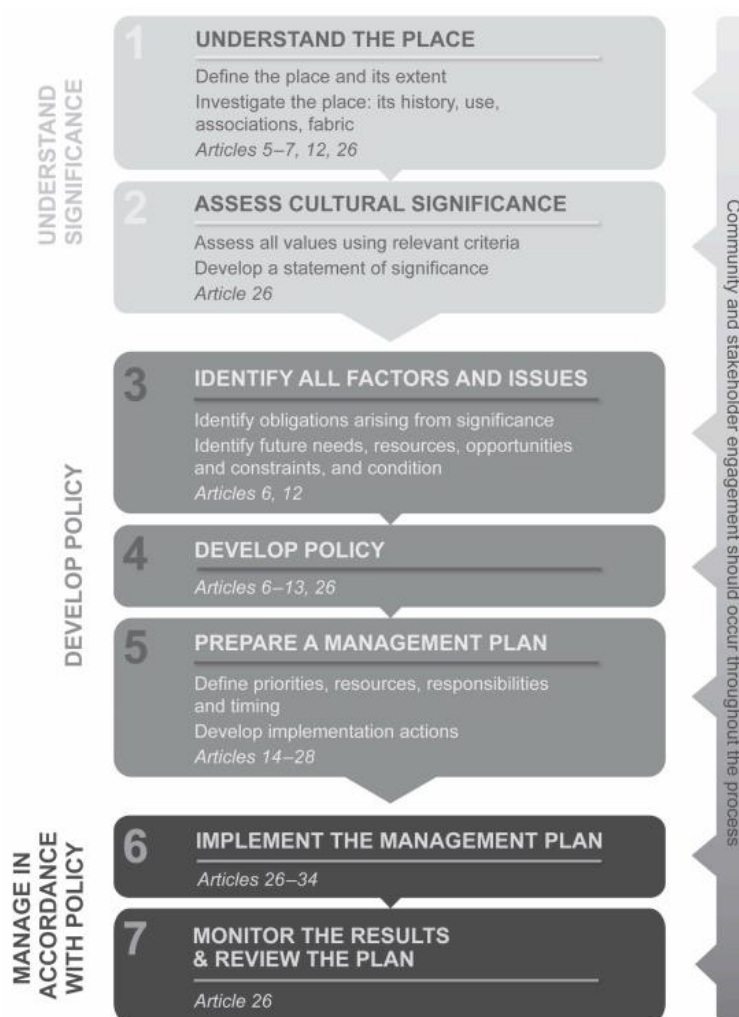 UNDERSTAND
SIGNIFICANCE
1
UNDERSTAND THE PLACE
Define the place and its extent
Investigate the place: its history, use,
associations, fabric
Articles 5–7, 12, 26
2
ASSESS CULTURAL SIGNIFICANCE
Assess all values using relevant criteria
Develop a statement of significance
Article 26
DEVELOP POLICY
3
IDENTIFY ALL FACTORS AND ISSUES
Identify obligations arising from significance
Identify future needs, resources, opportunities
and constraints, and condition
Articles 6, 12
4
DEVELOP POLICY
Articles 6–13, 26
5
PREPARE A MANAGEMENT PLAN
Define priorities, resources, responsibilities
and timing
Develop implementation actions
Articles 14–28
MANAGE IN
ACCORDANCE
WITH POLICY
6
IMPLEMENT THE MANAGEMENT PLAN
Articles 26–34
7
MONITOR THE RESULTS
& REVIEW THE PLAN
Article 26
Community and stakeholder engagement should occur throughout the process